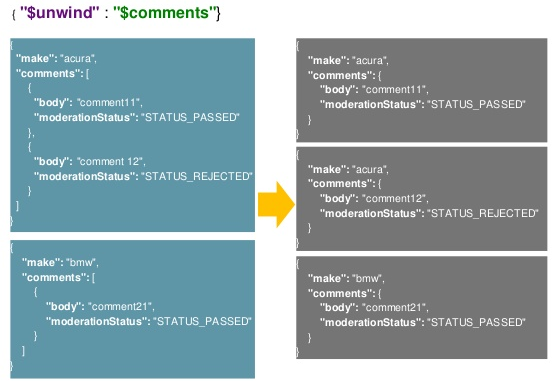 { "$unwind" : "$comments"}
{
"make": "acura",
"comments": [
{
"body": "comment11",
"moderationStatus": "STATUS_PASSED"
},
{
"body": "comment 12",
"moderationStatus": "STATUS_REJECTED"
}
]
}
{
"make": "bmw",
"comments": [
{
"body": "comment21",
"moderationStatus": "STATUS_PASSED"
}
]
}
{
"make": "acura",
"comments": {
"body": "comment11",
"moderationStatus": "STATUS_PASSED"
}
}
{
"make": "acura",
"comments": {
"body": "comment12",
"moderationStatus": "STATUS_REJECTED"
}
}
{
"make": "bmw",
"comments": {
"body": "comment21",
"moderationStatus": "STATUS_PASSED"
}
}